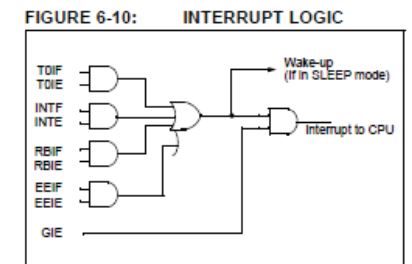 FIGURE 6-10: INTERRUPT LOGIC
T0IF
T0IE
INTF
INTE
RBIF
RBIE
EEIF
EEIE
GIE
Wake-up
(If in SLEEP mode)
Interrupt to CPU